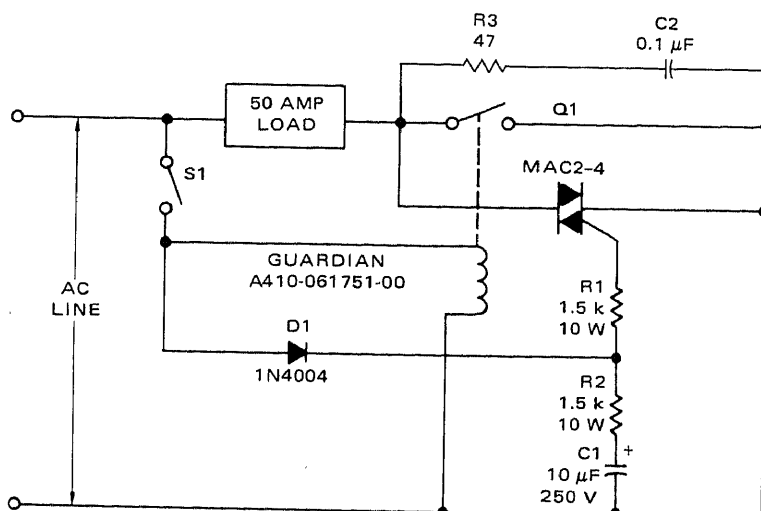 R3
47
C2
0.1 µF
50 AMP
LOAD
Q1
S1
MAC2-4
GUARDIAN
A410-061751-00
AC
LINE
R1
1.5 k
10 W
D1
1N4004
R2
1.5 k
10 W
C1
+
10 µF
250 V